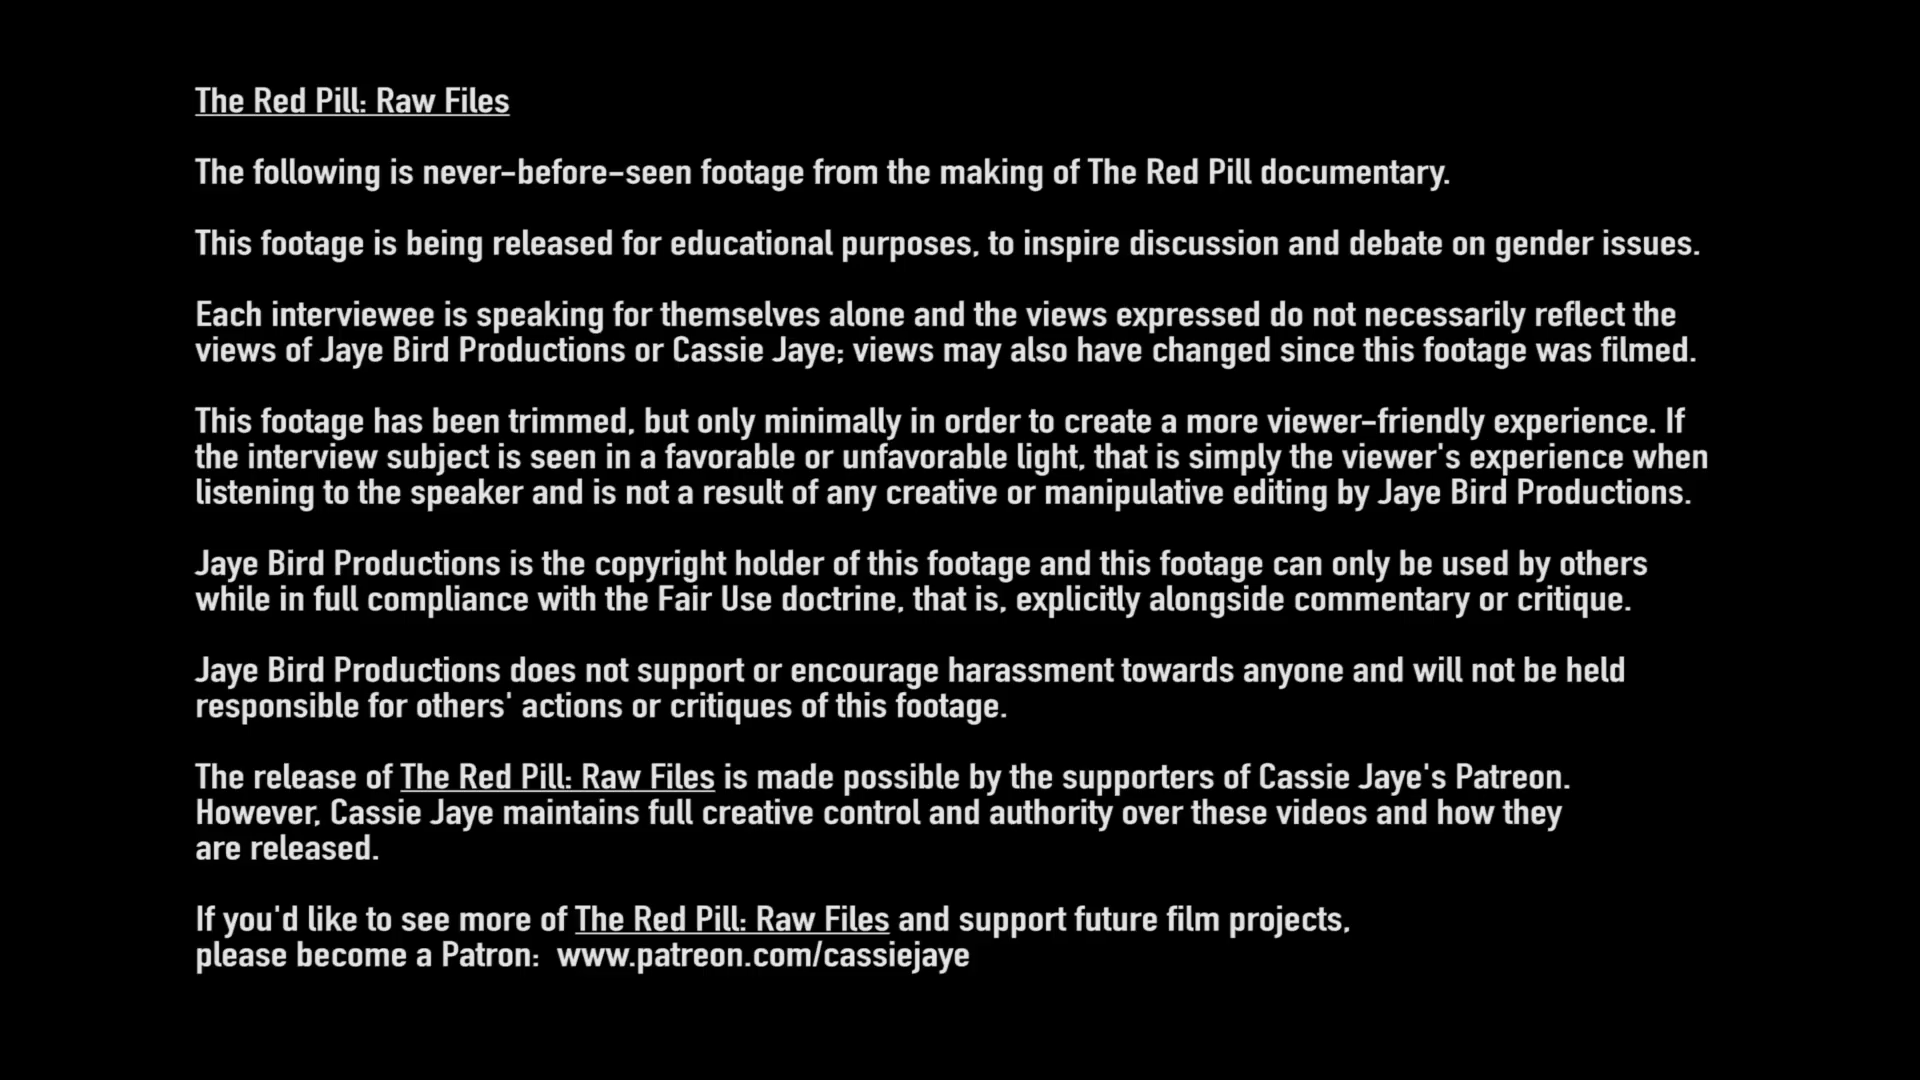 The Red Pill: Raw Files
The following is never-before-seen footage from the making of The Red Pill documentary.
This footage is being released for educational purposes, to inspire discussion and debate on gender issues.
Each interviewee is speaking for themselves alone and the views expressed do not necessarily reflect the
views of Jaye Bird Productions or Cassie Jaye; views may also have changed since this footage was filmed.
This footage has been trimmed, but only minimally in order to create a more viewer-friendly experience. If
the interview subject is seen in a favorable or unfavorable light, that is simply the viewer's experience when
listening to the speaker and is not a result of any creative or manipulative editing by Jaye Bird Productions.
Jaye Bird Productions is the copyright holder of this footage and this footage can only be used by others
while in full compliance with the Fair Use doctrine, that is, explicitly alongside commentary or critique.
Jaye Bird Productions does not support or encourage harassment towards anyone and will not be held
responsible for others' actions or critiques of this footage.
The release of The Red Pill: Raw Files is made possible by the supporters of Cassie Jaye's Patreon.
However, Cassie Jaye maintains full creative control and authority over these videos and how they
are released.
If you'd like to see more of The Red Pill: Raw Files and support future film projects,
please become a Patron:  www.patreon.com/cassiejaye